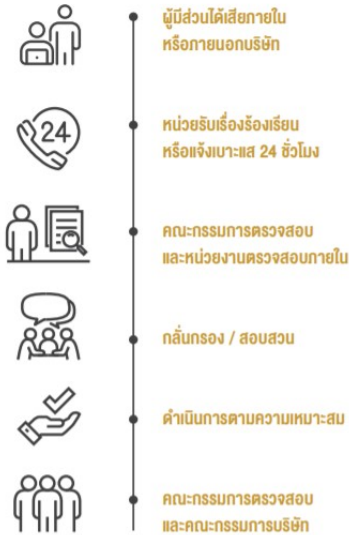 ผู้มีส่วนได้เสียภายใน
หรือภายนอกบริษัท
24
หน่วยรับเรื่องร้องเรียน
หรือแจ้งเบาะแส 24 ชั่วโมง
คณะกรรมการตรวจสอบ
และหน่วยงานตรวจสอบภายใน
กลั่นกรอง / สอบสวน
ดำเนินการตามความเหมาะสม
คณะกรรมการตรวจสอบ
และคณะกรรมการบริษัท